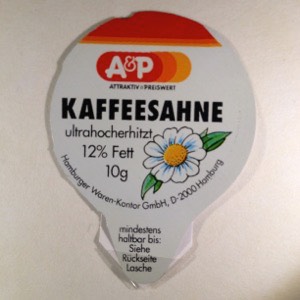 A&P
ATTRAKTIV + PREISWERT
KAFFEESAHNE
ultrahocherhitzt
12% Fett
10g
Hamburger Waren-Kontor GmbH, D-2000 Hamburg
mindestens
haltbar bis:
Siehe
Rückseite
Lasche